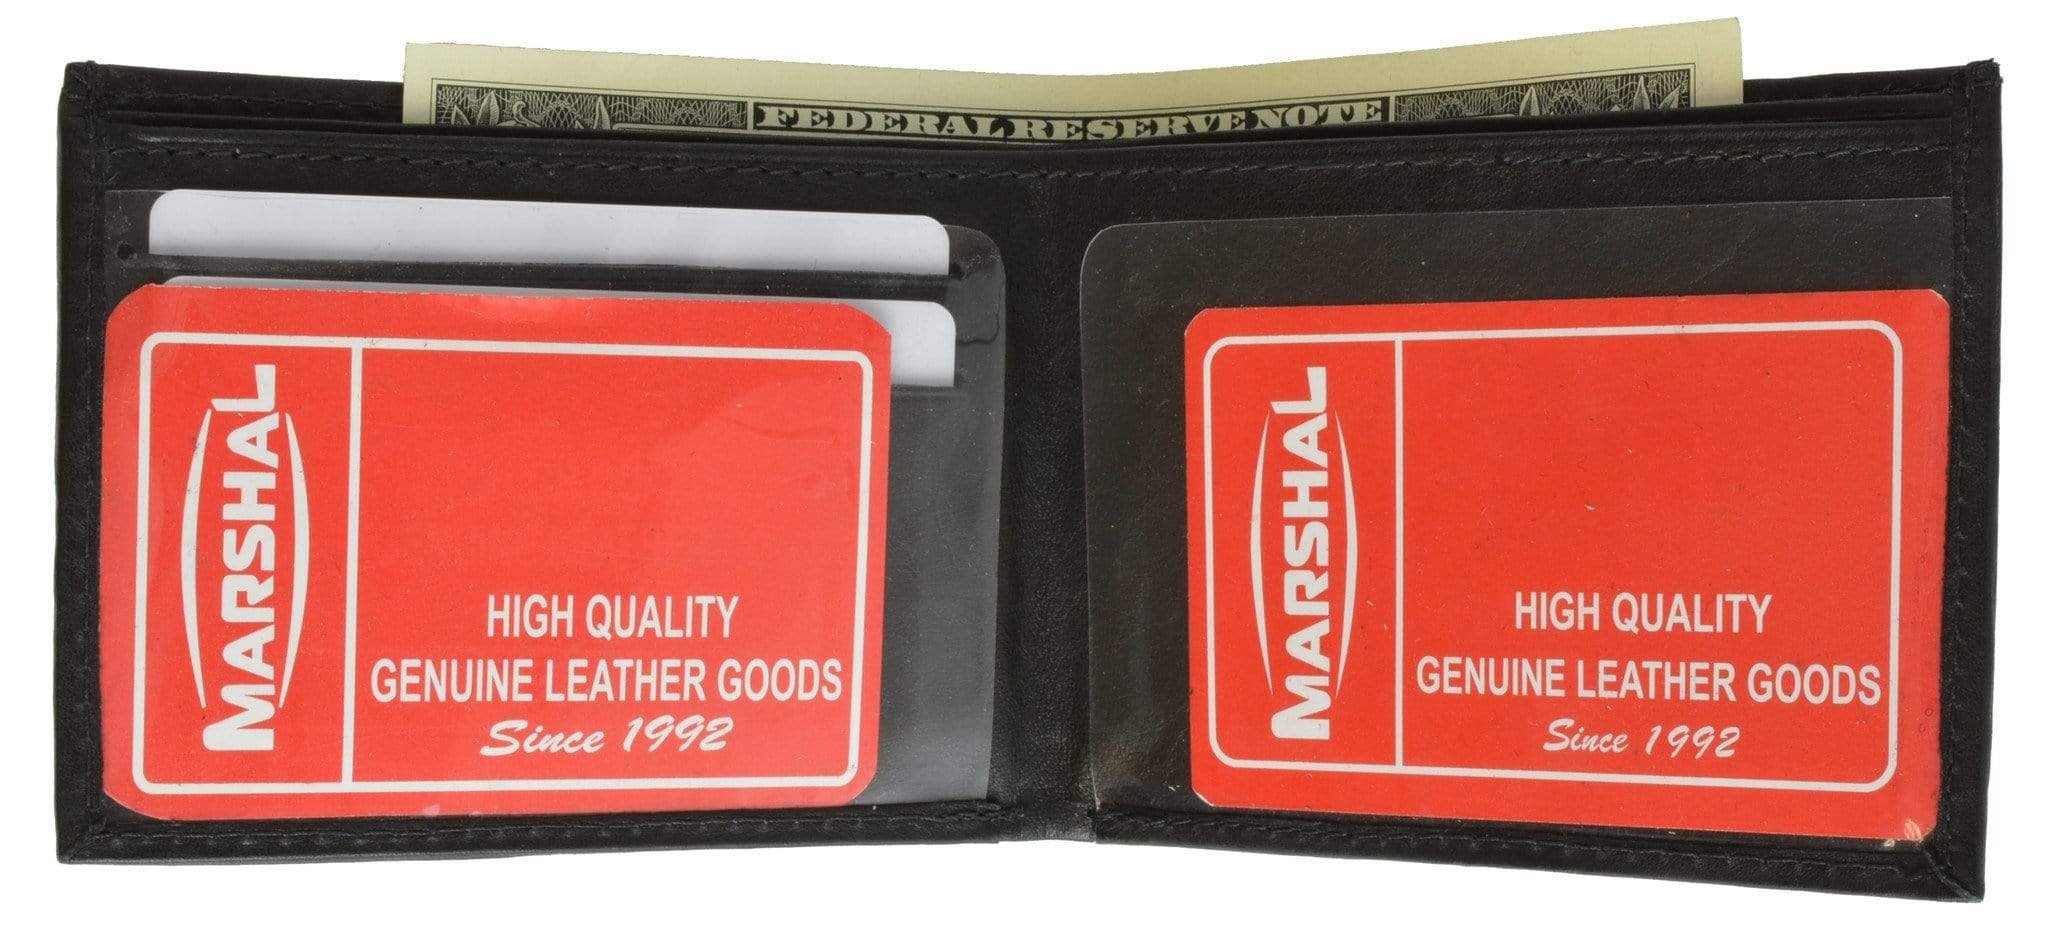 FEDERAL RESERVE NOTE
MARSHAL
HIGH QUALITY
GENUINE LEATHER GOODS
Since 1992
MARSHAL
HIGH QUALITY
GENUINE LEATHER GOODS
Since 1992